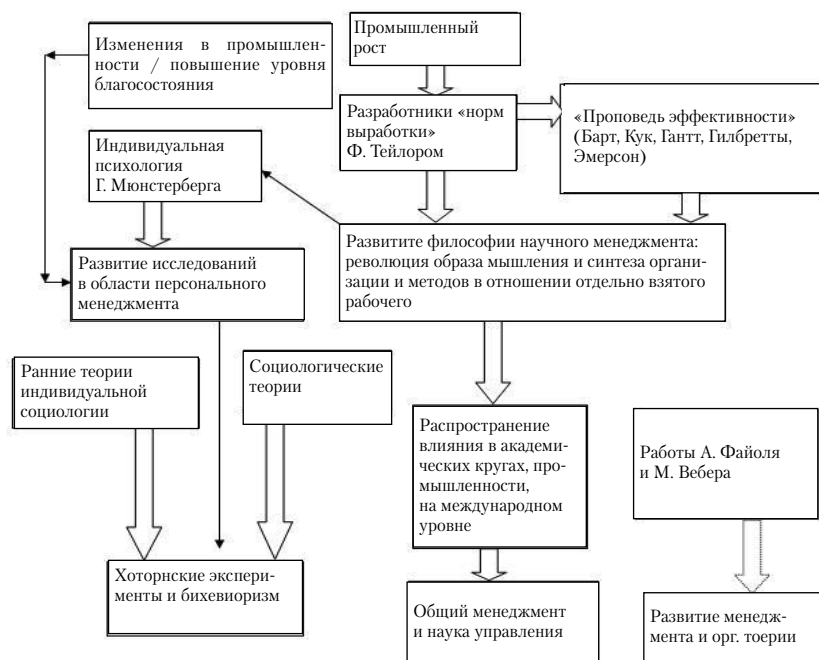 Изменения в промышлен-
ности / повышение уровня
благосостояния
Промышленный
рост
Разработники «норм
выработки»
Ф. Тейлором
«Проповедь эффективности»
(Барт, Кук, Гантт, Гилбретты,
Эмерсон)
Индивидуальная
психология
Г. Мюнстерберга
Развитие исследований
в области персонального
менеджмента
Развитите философии научного менеджмента:
революция образа мышления и синтеза органи-
зации и методов в отношении отдельно взятого
рабочего
Ранние теории
индивидуальной
социологии
Социологические
теории
Распространение
влияния в академи-
ческих кругах, про-
мышленности,
на международном
уровне
Работы А. Файоля
и М. Вебера
Хоторнские экспери-
менты и бихевиоризм
Общий менеджмент
и наука управления
Развитие менедж-
мента и орг. тоерии